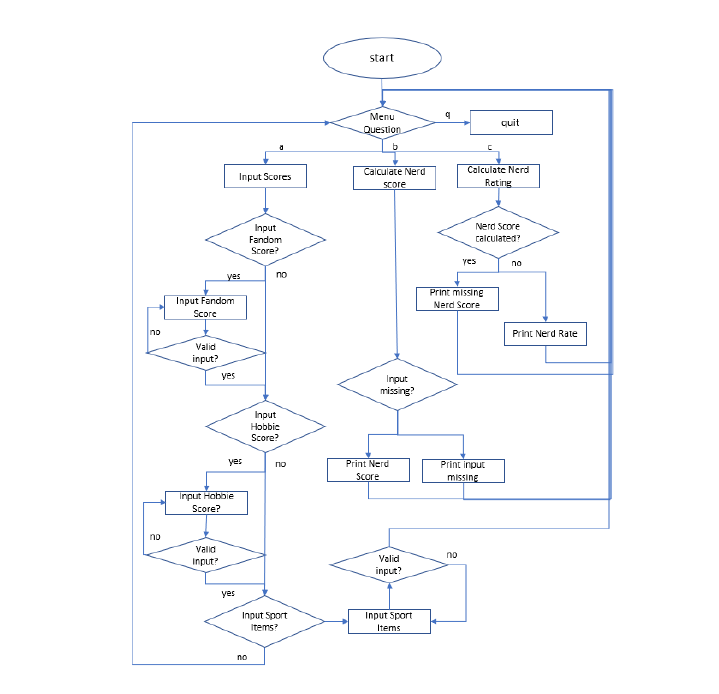 start
Menu
Question
q
quit
a
b
c
Input Scores
Calculate Nerd
score
Calculate Nerd
Rating
Input
Fandom
Score?
Nerd Score
calculated?
yes
no
yes
no
Input Fandom
Score
Print missing
Nerd Score
Print Nerd Rate
no
Valid
input?
yes
Input
missing?
Input
Hobbie
Score?
yes
no
Print Nerd
Score
Print input
missing
Input Hobbie
Score?
no
Valid
input?
yes
Valid
input?
no
Input Sport
Items?
Input Sport
Items
no